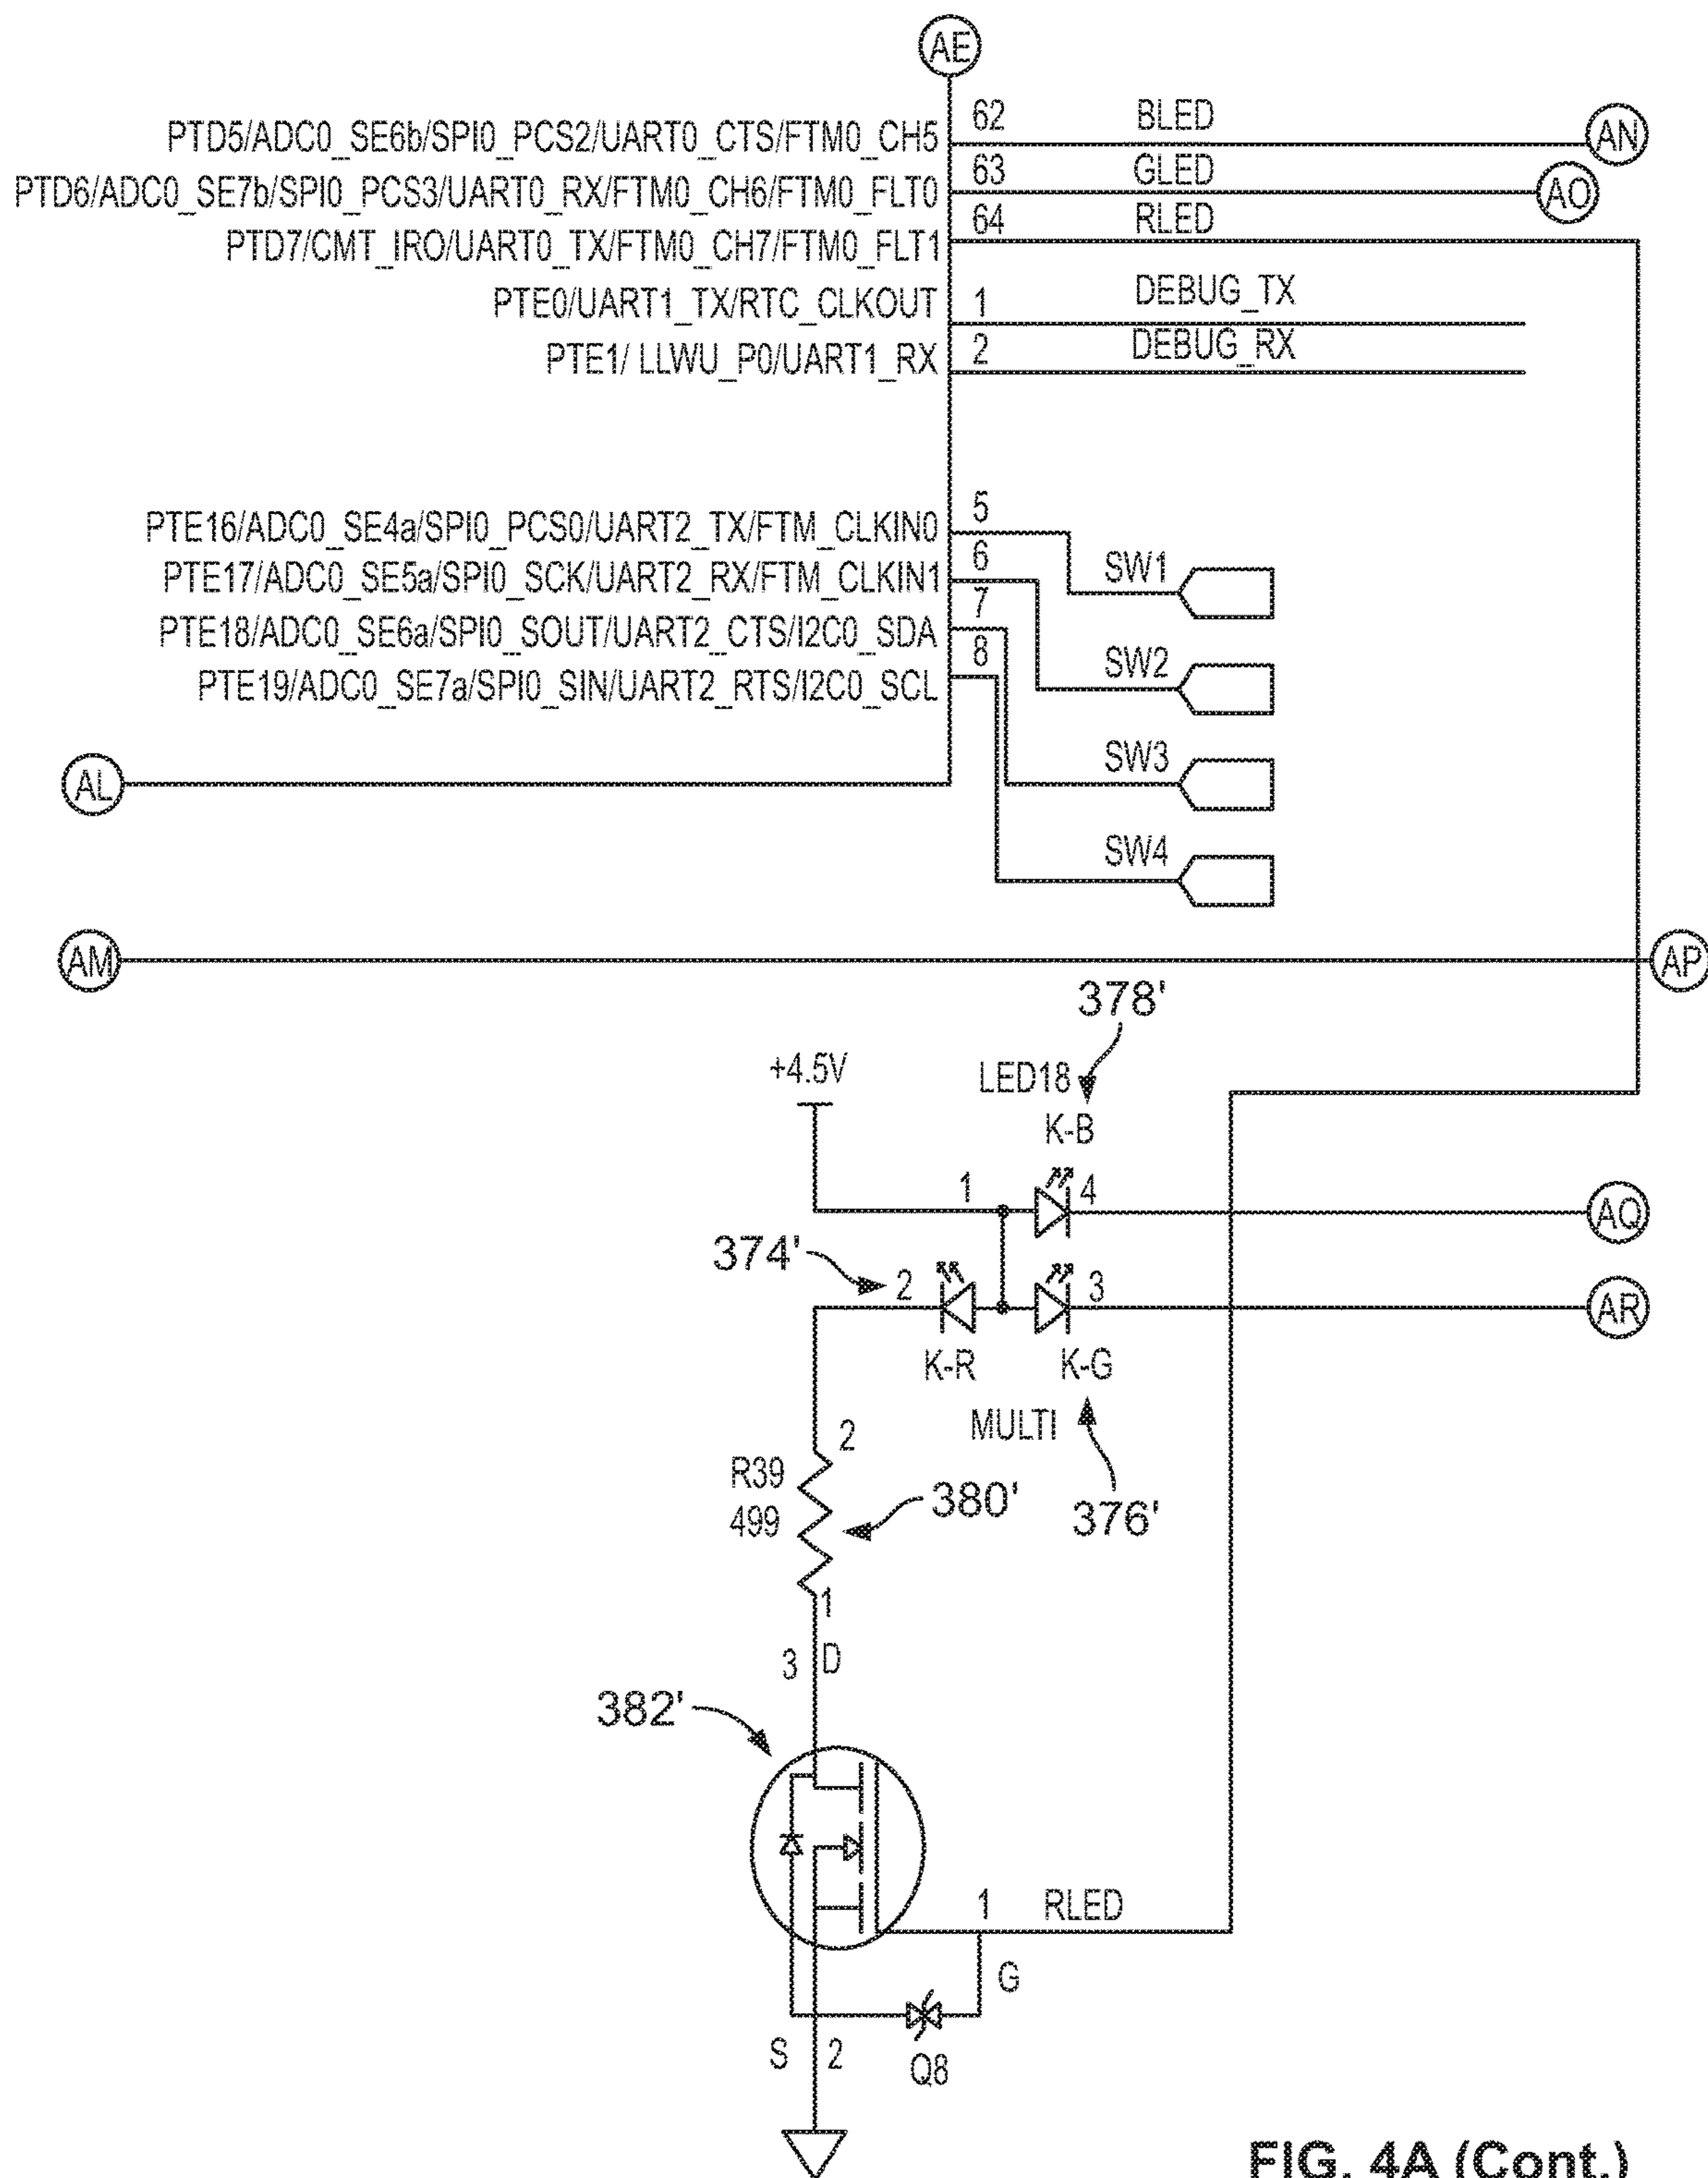 AE
62 BLED
PTD5/ADC0_SE6b/SPI0_PCS2/UART0_CTS/FTM0_CH5
AN
63 GLED
PTD6/ADC0_SE7b/SPI0_PCS3/UART0_RX/FTM0_CH6/FTM0_FLT0
AO
64 RLED
PTD7/CMT_IRO/UART0_TX/FTM0_CH7/FTM0_FLT1
1 DEBUG_TX
PTE0/UART1_TX/RTC_CLKOUT
2 DEBUG_RX
PTE1/ LLWU_P0/UART1_RX
5
PTE16/ADC0_SE4a/SPI0_PCS0/UART2_TX/FTM_CLKIN0
6
SW1
PTE17/ADC0_SE5a/SPI0_SCK/UART2_RX/FTM_CLKIN1
7
PTE18/ADC0_SE6a/SPI0_SOUT/UART2_CTS/I2C0_SDA
8
SW2
PTE19/ADC0_SE7a/SPI0_SIN/UART2_RTS/I2C0_SCL
SW3
AL
SW4
AM
AP
378'
+4.5V
LED18
K-B
1
4
AQ
374'
2
3
AR
K-R
K-G
MULTI
2
R39
499
380'
376'
1
3 D
382'
1 RLED
G
S 2
Q8
FIG. 4A (Cont.)